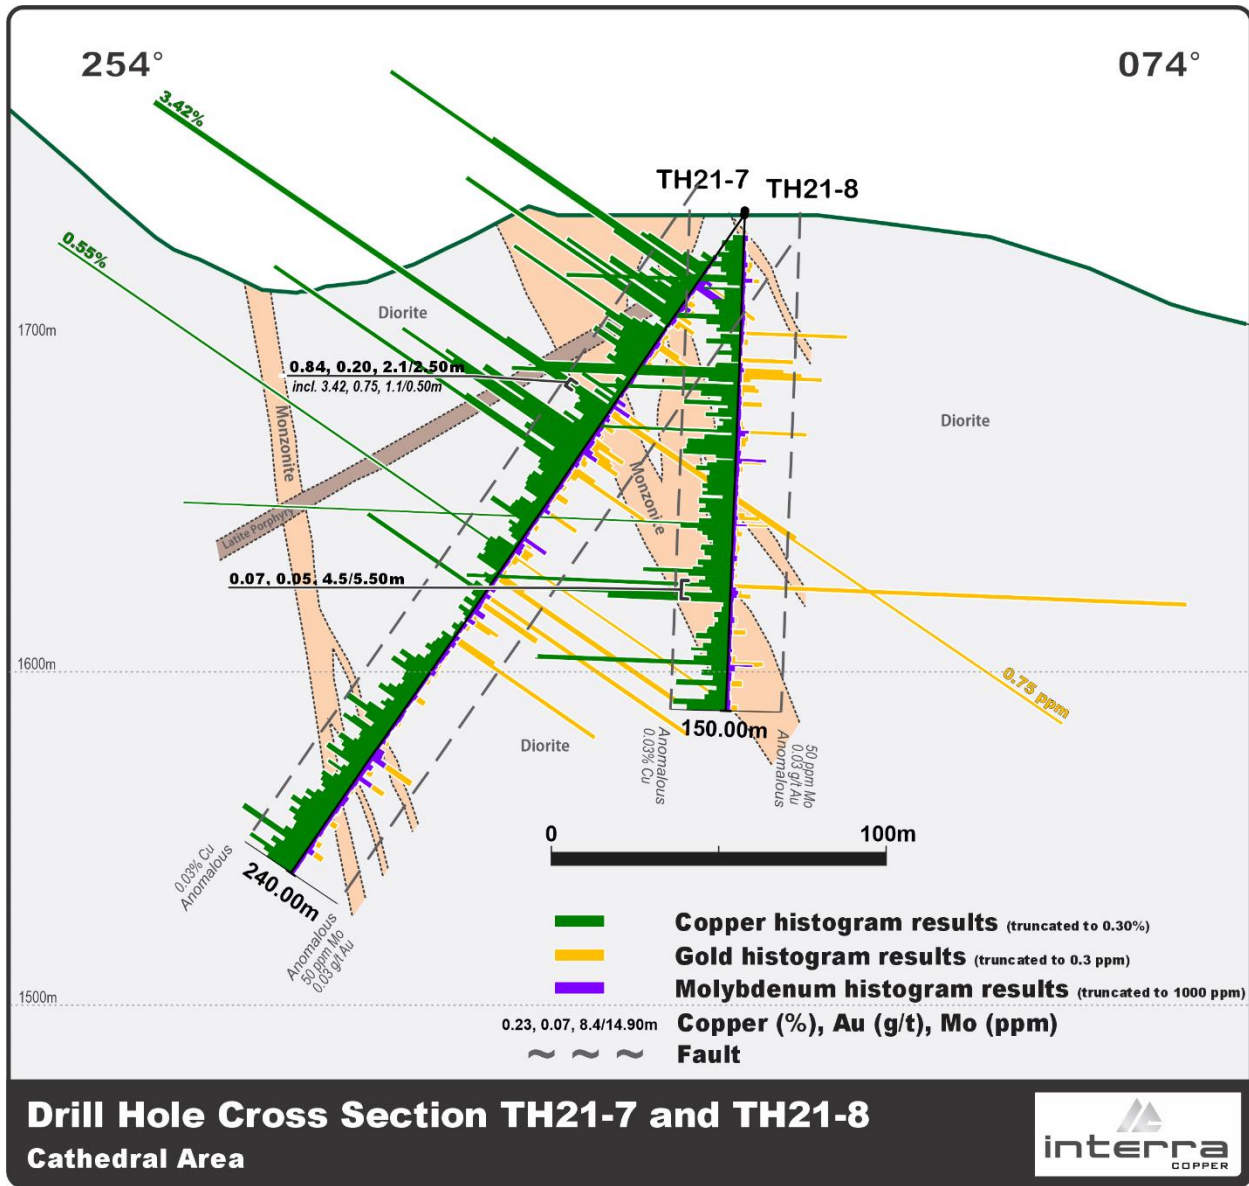 254°
074°
3.42%
TH21-7
TH21-8
0.55%
Diorite
1700m
0.84, 0.20, 2.1/2.50m
incl. 3.42, 0.75, 1.1/0.50m
Monzonite
Diorite
Monzonite
Latite Porphyry
0.07, 0.05, 4.5/5.50m
1600m
0.75 ppm
150.00m
Diorite
Anomalous
0.03% Cu
50 ppm Mo
0.03 g/t Au
Anomalous
0 100m
0.03% Cu
Anomalous
240.00m
Anomalous
50 ppm Mo
0.03 g/t Au
Copper histogram results (truncated to 0.30%)
Gold histogram results (truncated to 0.3 ppm)
1500m
Molybdenum histogram results (truncated to 1000 ppm)
0.23, 0.07, 8.4/14.90m Copper (%), Au (g/t), Mo (ppm)
Fault
Drill Hole Cross Section TH21-7 and TH21-8
Cathedral Area
interra
COPPER